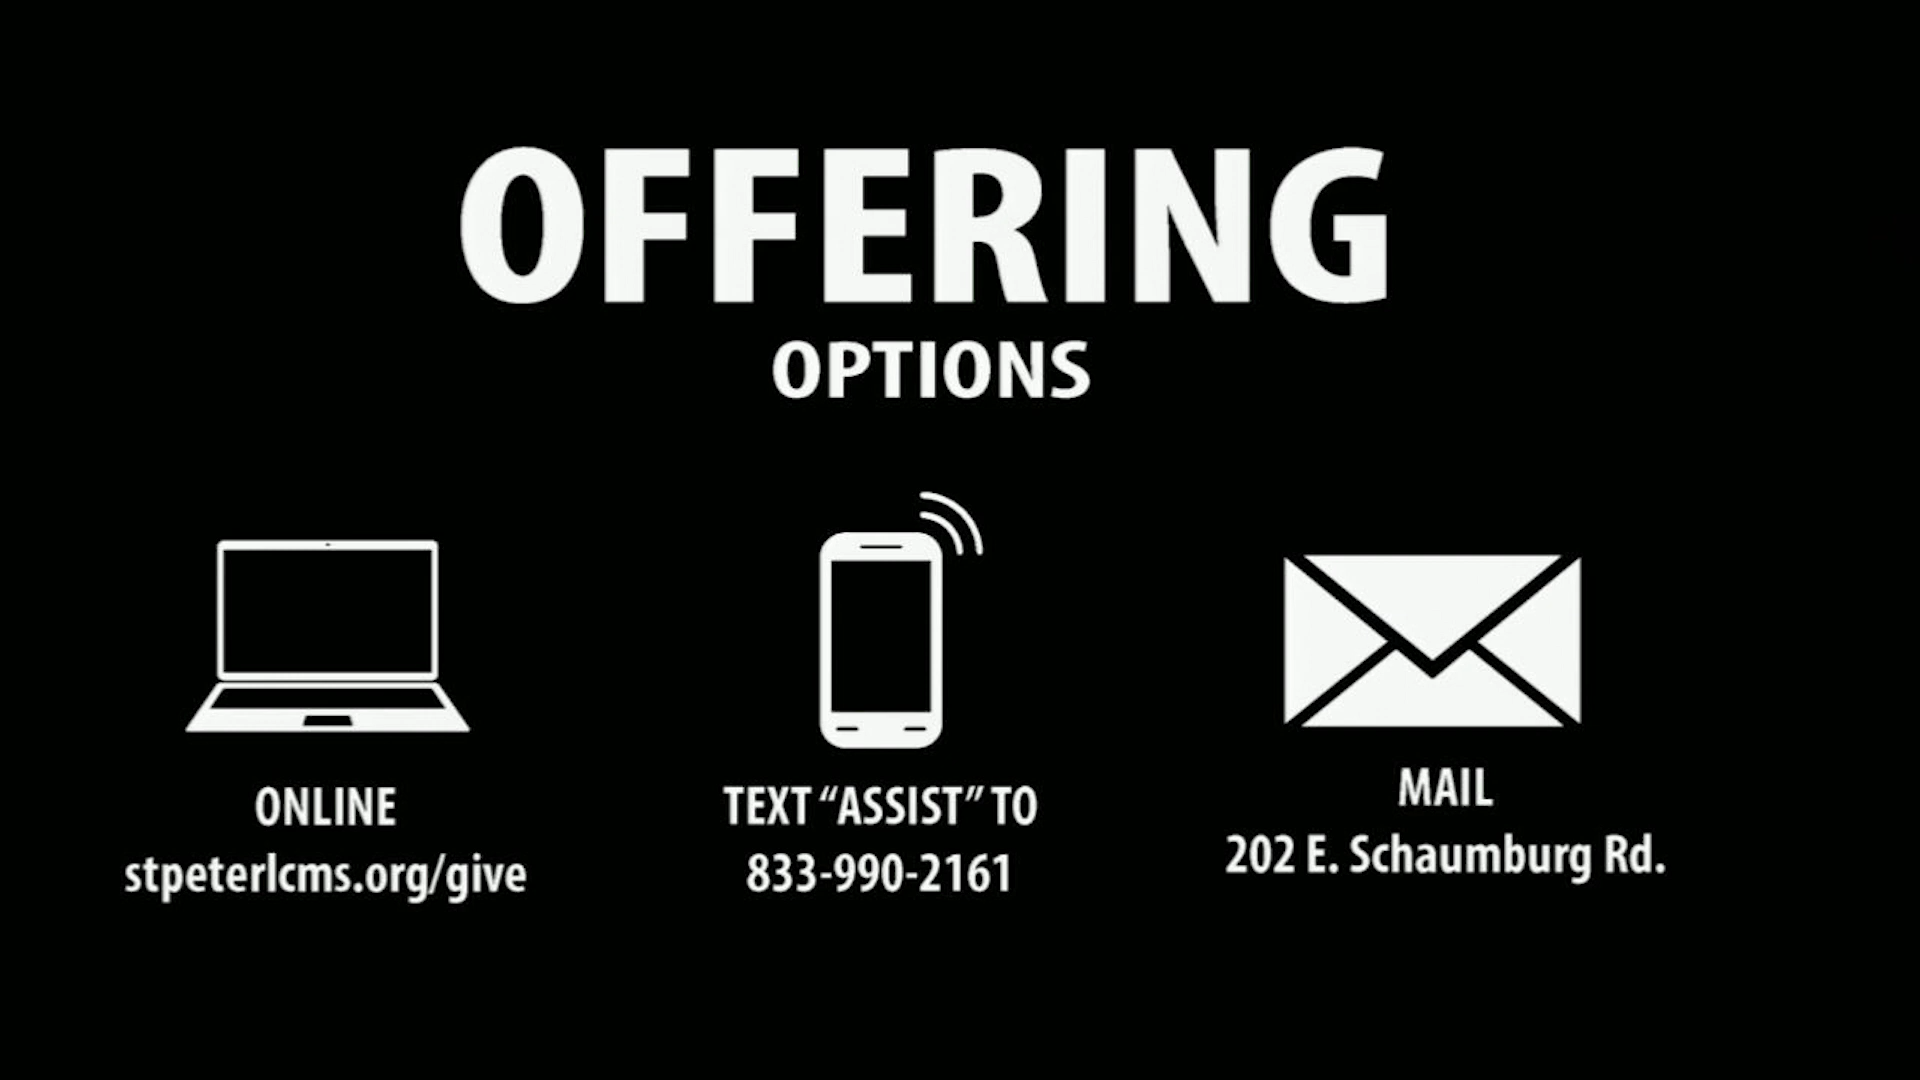 OFFERING
OPTIONS
ONLINE
stpeterlcms.org/give
TEXT “ASSIST” TO
833-990-2161
MAIL
202 E. Schaumburg Rd.